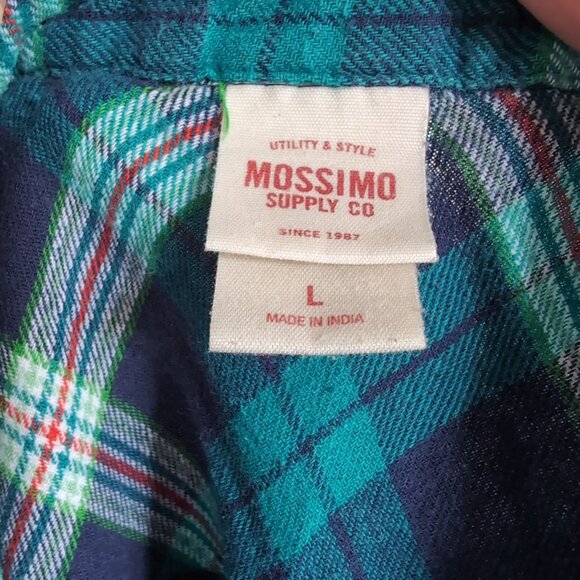 UTILITY & STYLE
MOSSIMO
SUPPLY CO
SINCE 1987
L
MADE IN INDIA